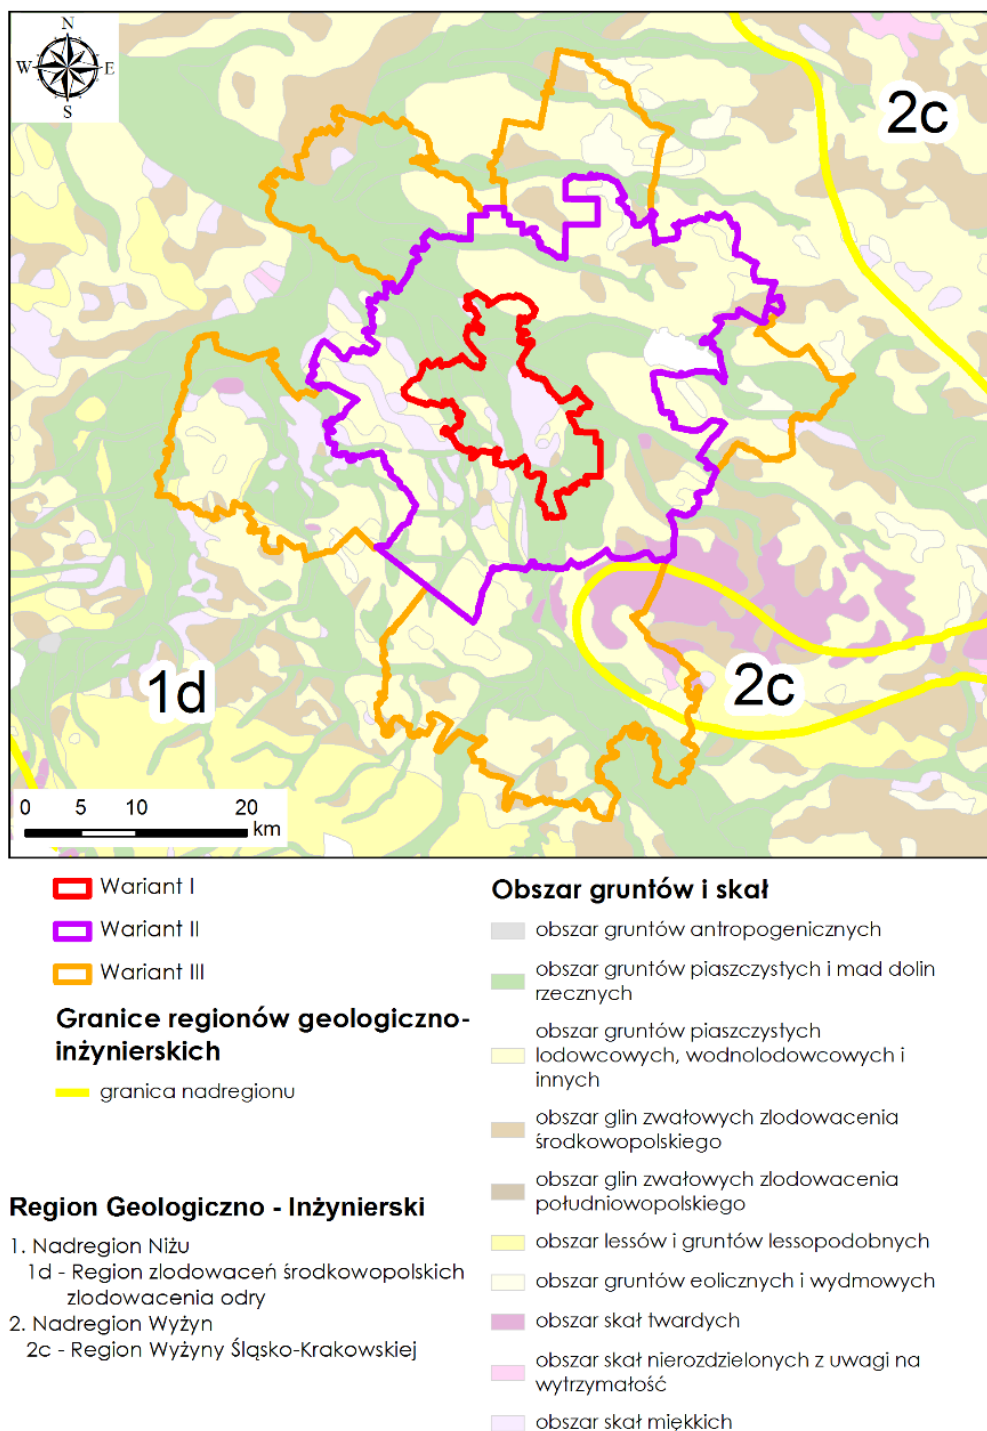 N
W E
S
2c
1d
2c
0 5 10 20
km
Wariant I
Wariant II
Wariant III
Granice regionów geologiczno-
inżynierskich
granica nadregionu
Region Geologiczno - Inżynierski
1. Nadregion Niżu
1d - Region zlodowaceń środkowopolskich
zlodowacenia odry
2. Nadregion Wyżyn
2c - Region Wyżyny Śląsko-Krakowskiej
Obszar gruntów i skał
obszar gruntów antropogenicznych
obszar gruntów piaszczystych i mad dolin
rzecznych
obszar gruntów piaszczystych
lodowcowych, wodnolodowcowych i
innych
obszar glin zwałowych zlodowacenia
środkowopolskiego
obszar glin zwałowych zlodowacenia
południowopolskiego
obszar lessów i gruntów lessopodobnych
obszar gruntów eolicznych i wydmowych
obszar skał twardych
obszar skał nierozdzielonych z uwagi na
wytrzymałość
obszar skał miękkich